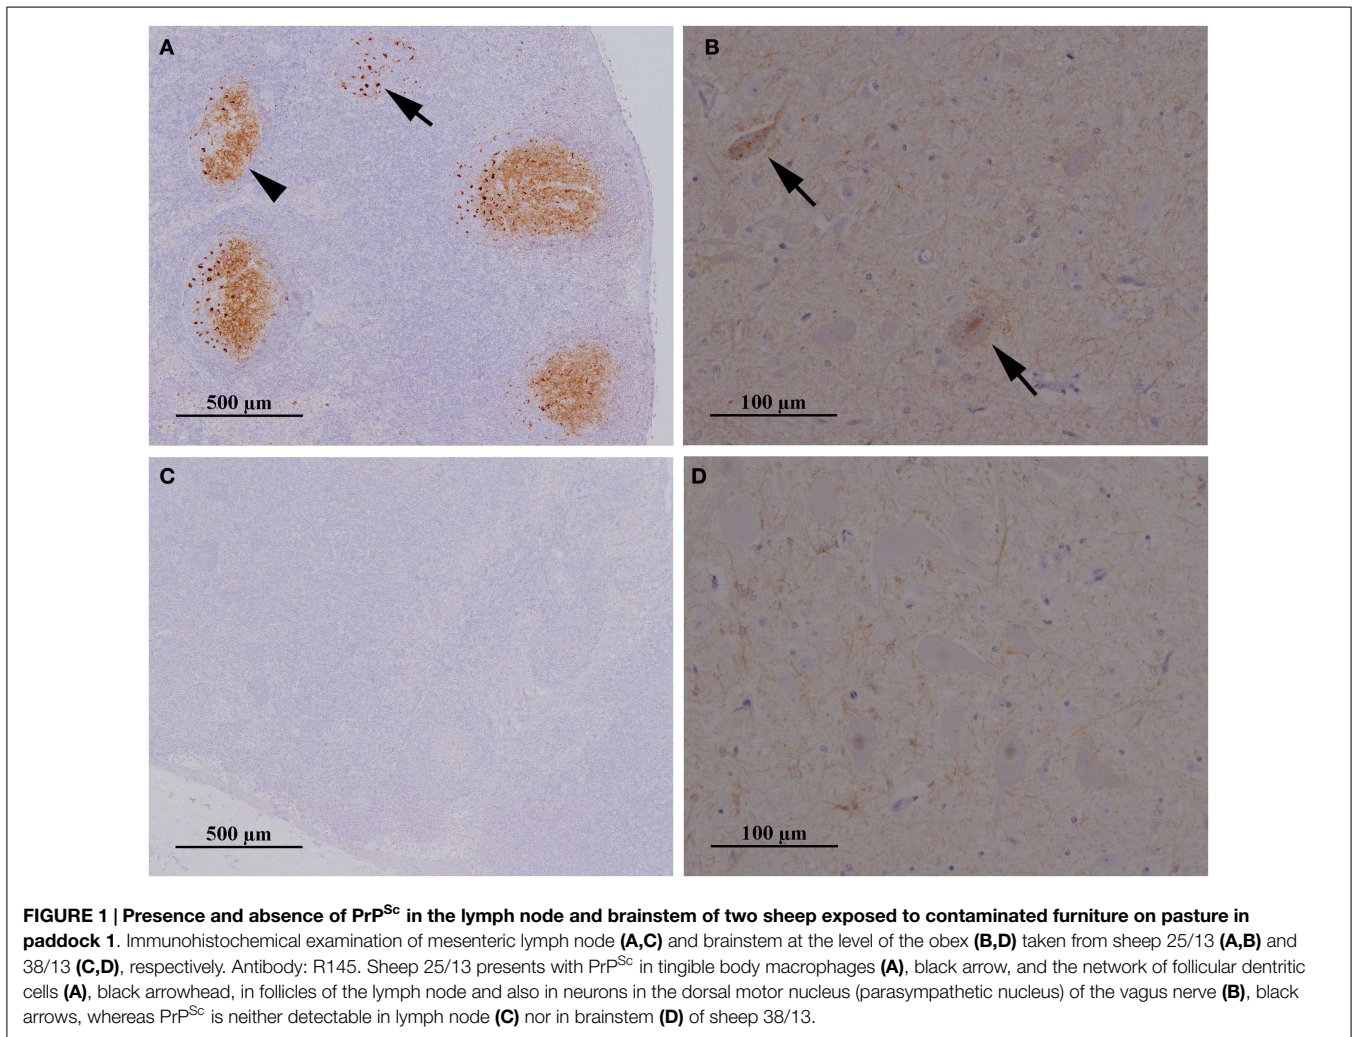 A
B
500 µm
100 µm
C
D
500 µm
100 µm
FIGURE 1 | Presence and absence of PrPSc in the lymph node and brainstem of two sheep exposed to contaminated furniture on pasture in
paddock 1. Immunohistochemical examination of mesenteric lymph node (A,C) and brainstem at the level of the obex (B,D) taken from sheep 25/13 (A,B) and
38/13 (C,D), respectively. Antibody: R145. Sheep 25/13 presents with PrPSc in tingible body macrophages (A), black arrow, and the network of follicular dentritic
cells (A), black arrowhead, in follicles of the lymph node and also in neurons in the dorsal motor nucleus (parasympathetic nucleus) of the vagus nerve (B), black
arrows, whereas PrPSc is neither detectable in lymph node (C) nor in brainstem (D) of sheep 38/13.